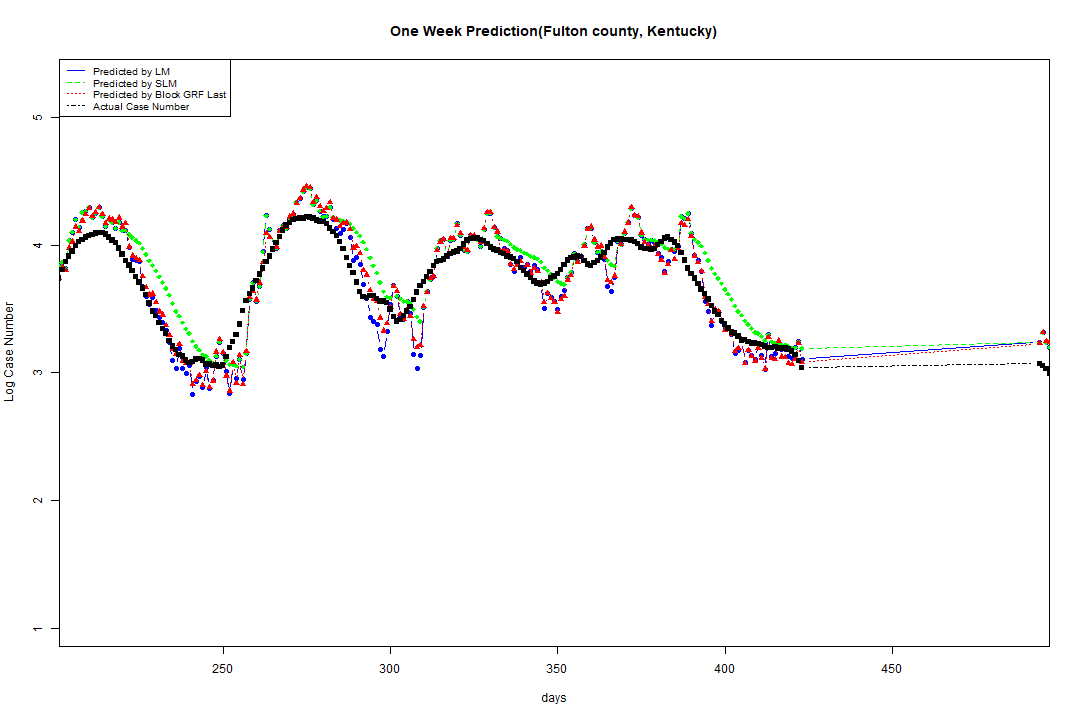 One Week Prediction(Fulton county, Kentucky)
Predicted by LM
Predicted by SLM
Predicted by Block GRF Last
Actual Case Number
5
4
3
2
1
Log Case Number
250
300
350
400
450
days